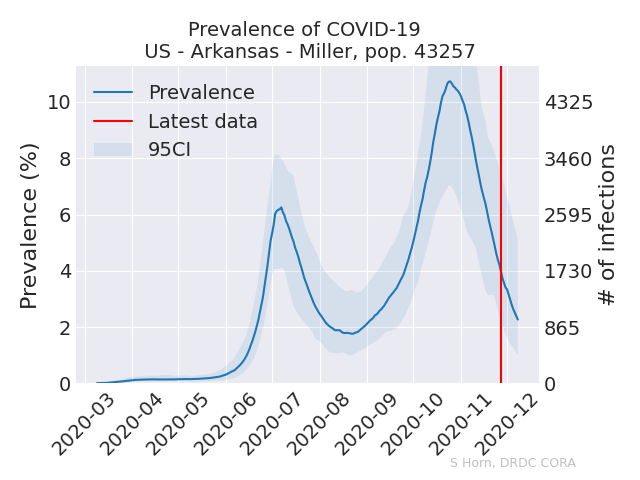 Prevalence of COVID-19
US - Arkansas - Miller, pop. 43257
Prevalence
Latest data
95CI
Prevalence (%)
10
8
6
4
2
0
4325
3460
2595
1730
865
0
# of infections
2020-03
2020-04
2020-05
2020-06
2020-07
2020-08
2020-09
2020-10
2020-11
2020-12
S Horn, DRDC CORA